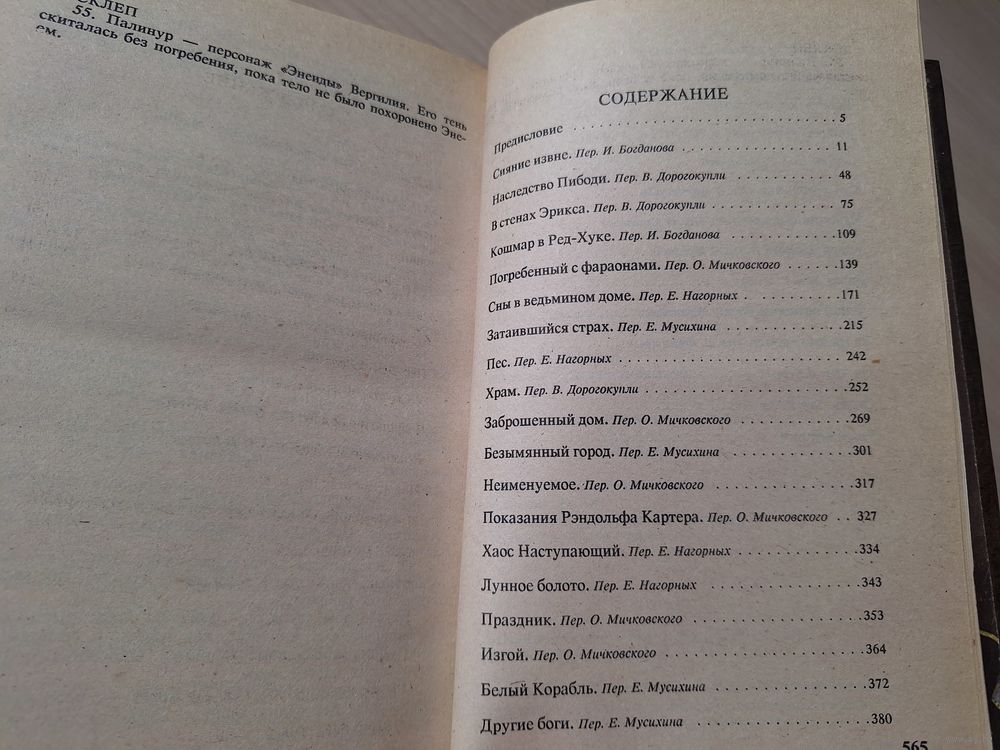 СКЛЕП
55. Палинур — персонаж «Энеиды» Вергилия. Его тень
скиталась без погребения, пока тело не было похоронено Эне-
ем.
СОДЕРЖАНИЕ
Предисловие . . . . . . . . . . . . . . . . . . . . . . 5
Сияние извне. Пер. И. Богданова . . . . . . . . . . . . 11
Наследство Пибоди. Пер. В. Дорогокупли . . . . . . . . . 48
В стенах Эрикса. Пер. В. Дорогокупли . . . . . . . . . . 75
Кошмар в Ред-Хуке. Пер. И. Богданова . . . . . . . . . .109
Погребенный с фараонами. Пер. О. Мичковского . . . . . .139
Сны в ведьмином доме. Пер. Е. Нагорных . . . . . . . . .171
Затаившийся страх. Пер. Е. Мусихина . . . . . . . . . . 215
Пес. Пер. Е. Нагорных . . . . . . . . . . . . . . . . . 242
Храм. Пер. В. Дорогокупли . . . . . . . . . . . . . . .252
Заброшенный дом. Пер. О. Мичковского . . . . . . . . . .269
Безымянный город. Пер. Е. Мусихина . . . . . . . . . . .301
Неименуемое. Пер. О. Мичковского . . . . . . . . . . . .317
Показания Рэндольфа Картера. Пер. О. Мичковского . . 327
Хаос Наступающий. Пер. Е. Нагорных . . . . . . . . . . .334
Лунное болото. Пер. Е. Нагорных . . . . . . . . . . . .343
Праздник. Пер. О. Мичковского . . . . . . . . . . . . .353
Изгой. Пер. О. Мичковского . . . . . . . . . . . . . . 364
Белый Корабль. Пер. Е. Мусихина . . . . . . . . . . . .372
Другие боги. Пер. Е. Мусихина . . . . . . . . . . . . .380
565